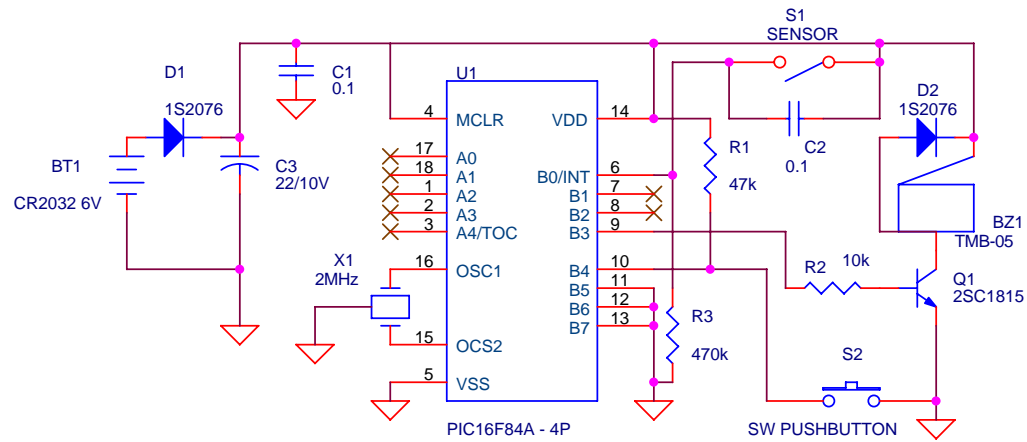 S1
SENSOR
D1
1S2076
C1
0.1
U1
D2
1S2076
4
MCLR
VDD
14
R1
47k
C2
0.1
BT1
CR2032 6V
C3
22/10V
17
A0
18
A1
1
A2
2
A3
3
A4/TOC
B0/INT
6
B1
7
B2
8
B3
9
BZ1
TMB-05
X1
2MHz
16
OSC1
B4
10
B5
11
B6
12
B7
13
R2
10k
Q1
2SC1815
R3
470k
15
OCS2
5
VSS
S2
SW PUSHBUTTON
PIC16F84A - 4P